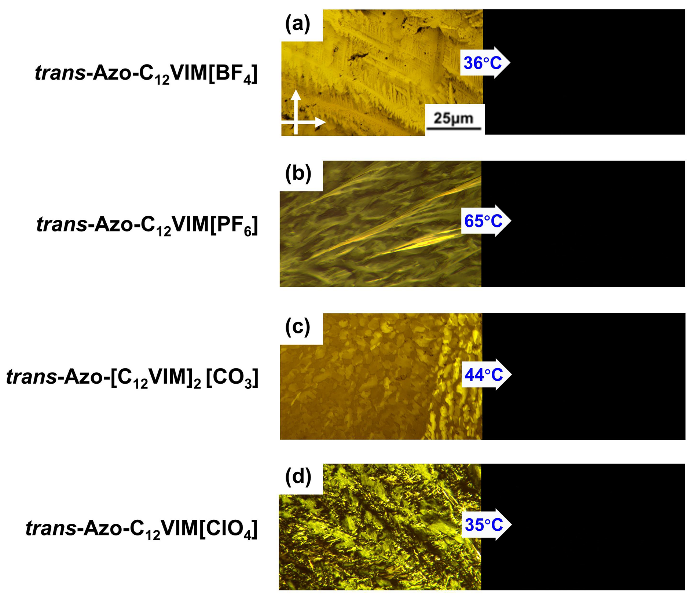 (a)
trans-Azo-C₁₂VIM[BF₄]
36°C
25μm
(b)
trans-Azo-C₁₂VIM[PF₆]
65°C
(c)
trans-Azo-[C₁₂VIM]₂ [CO₃]
44°C
(d)
trans-Azo-C₁₂VIM[ClO₄]
35°C